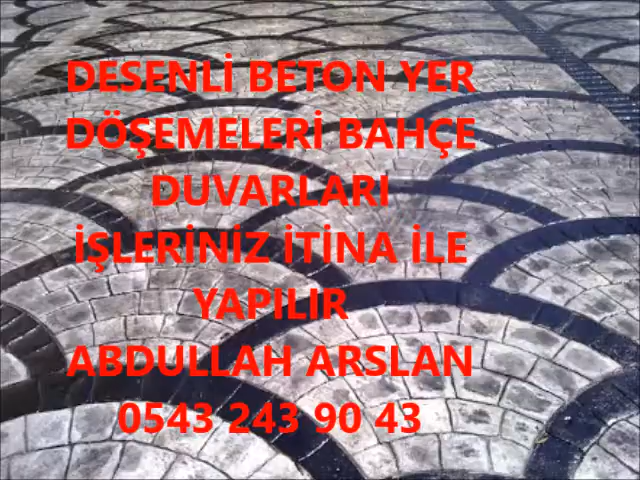 DESENLİ BETON YER
DÖŞEMELERİ BAHÇE
DUVARLARI
İŞLERİNİZ İTİNA İLE
YAPILIR
ABDULLAH ARSLAN
0543 243 90 43